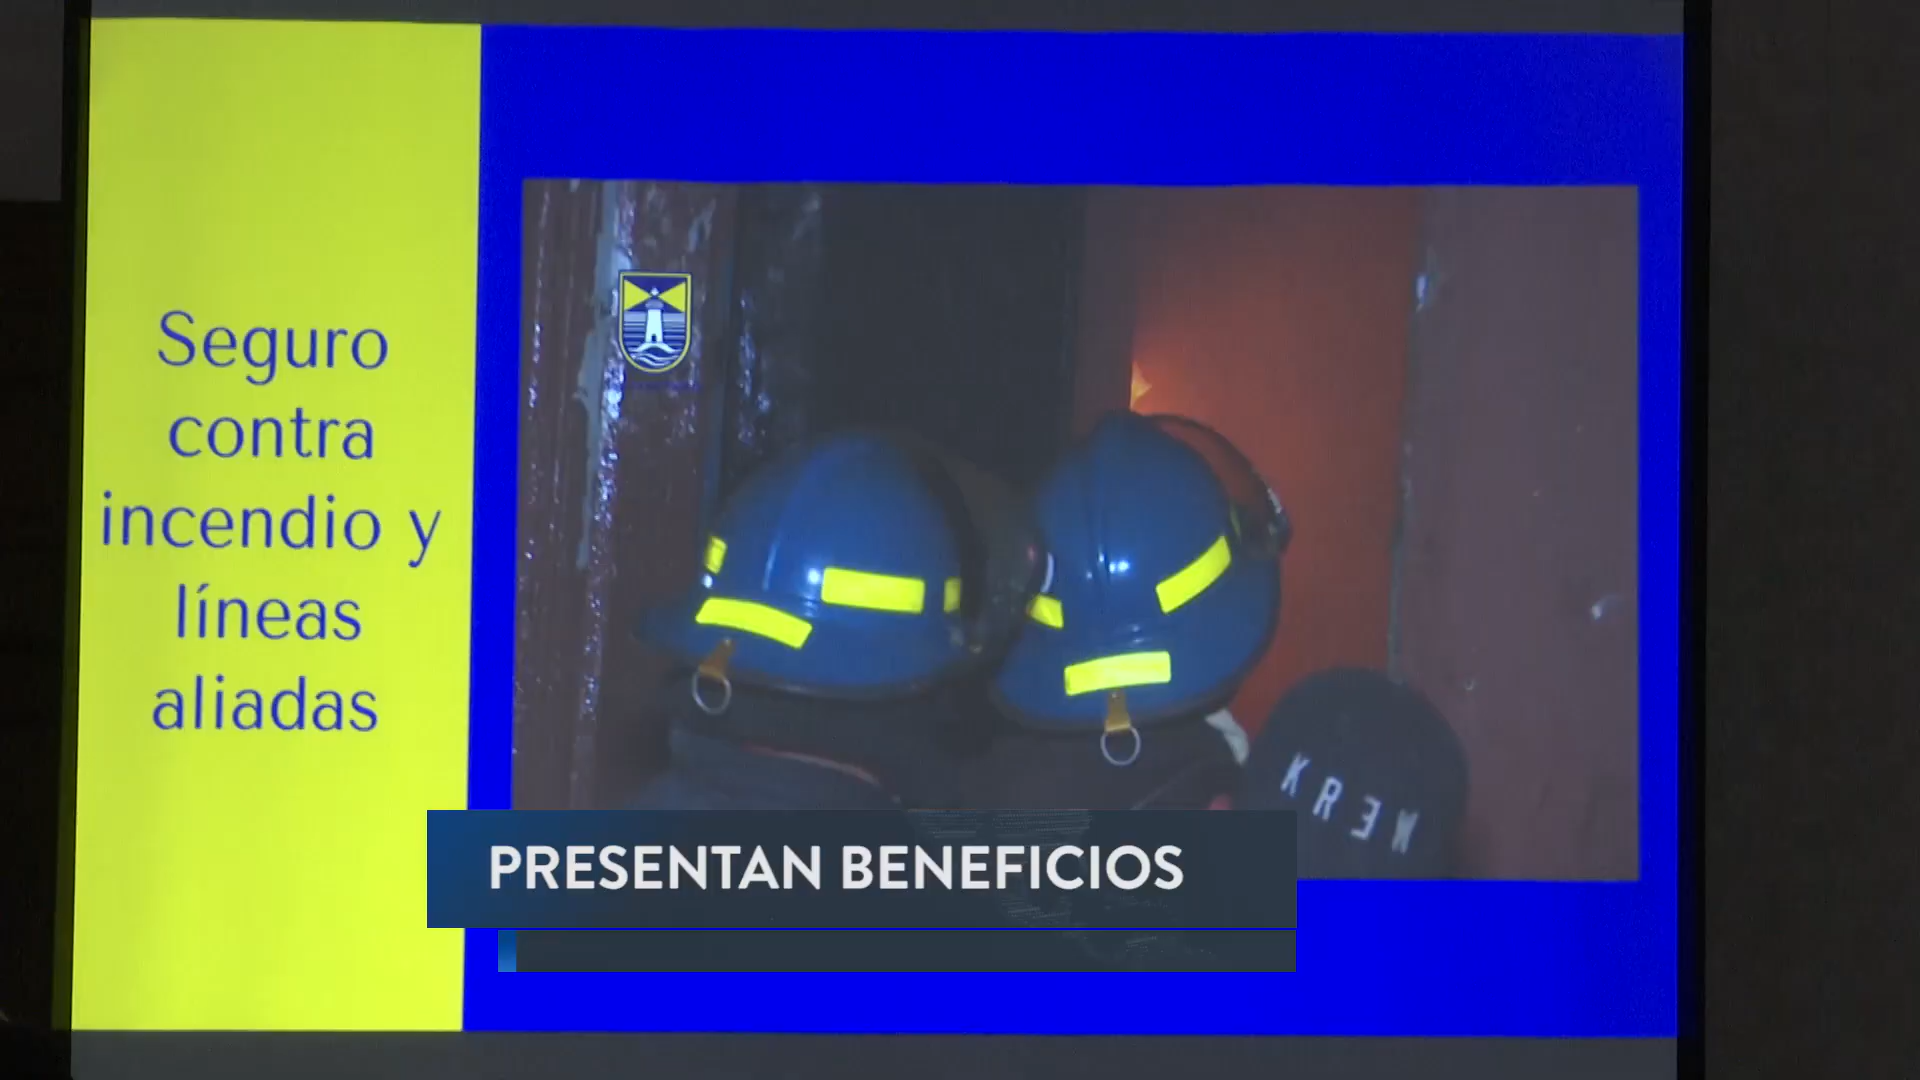 Seguro
contra
incendio y
líneas
aliadas
KREW
PRESENTAN BENEFICIOS